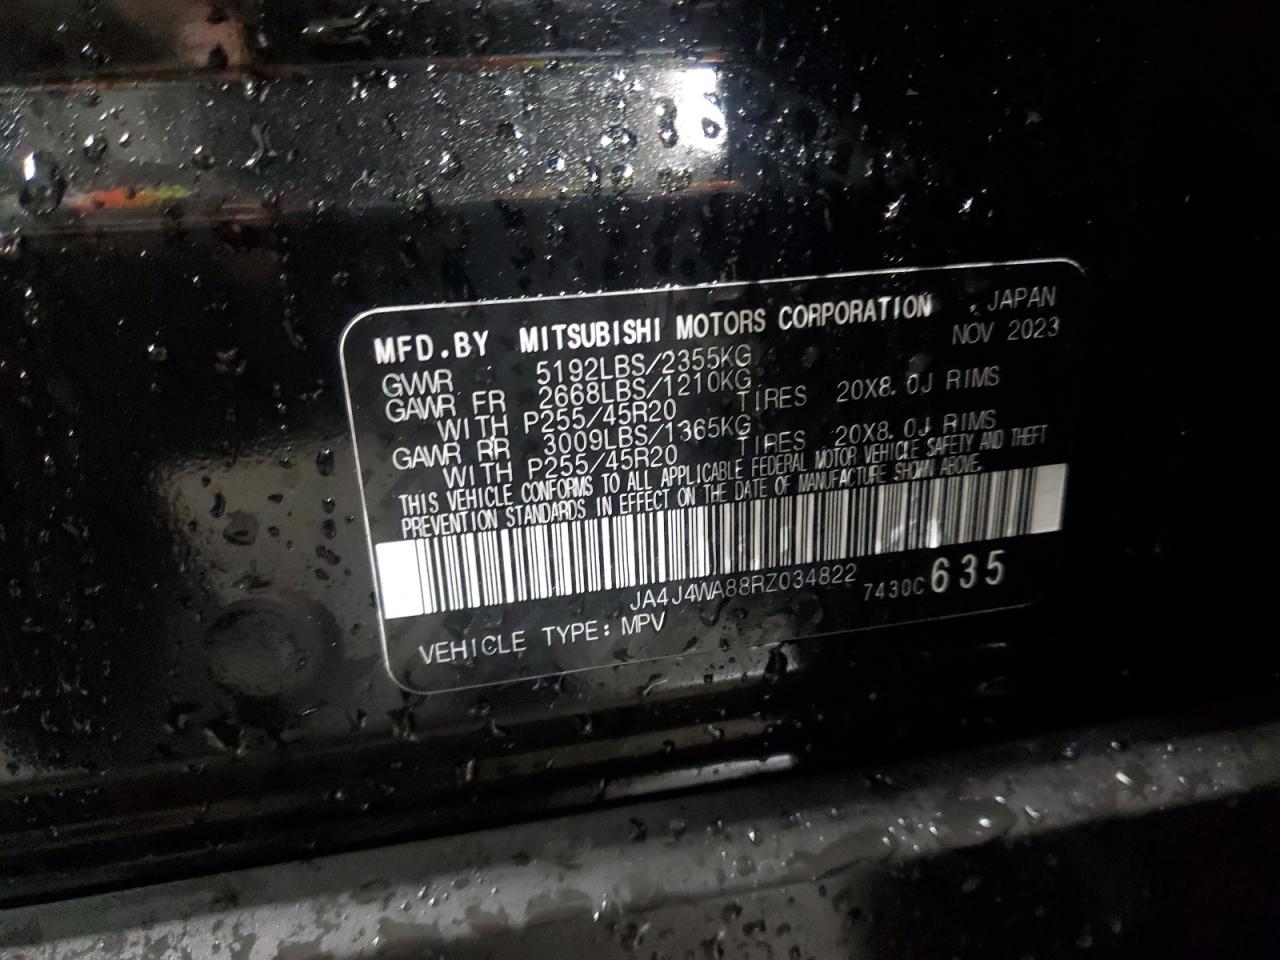 MFD.BY MITSUBISHI MOTORS CORPORATION , JAPAN
NOV 2023
GVWR 5192LBS/2355KG
GAWR FR 2668LBS/1210KG
WITH P255/45R20 TIRES 20X8.0J RIMS
GAWR RR 3009LBS/1365KG
WITH P255/45R20 TIRES 20X8.0J RIMS
THIS VEHICLE CONFORMS TO ALL APPLICABLE FEDERAL MOTOR VEHICLE SAFETY AND THEFT
PREVENTION STANDARDS IN EFFECT ON THE DATE OF MANUFACTURE SHOWN ABOVE.
JA4J4WA88RZ034822 7430C 635
VEHICLE TYPE: MPV